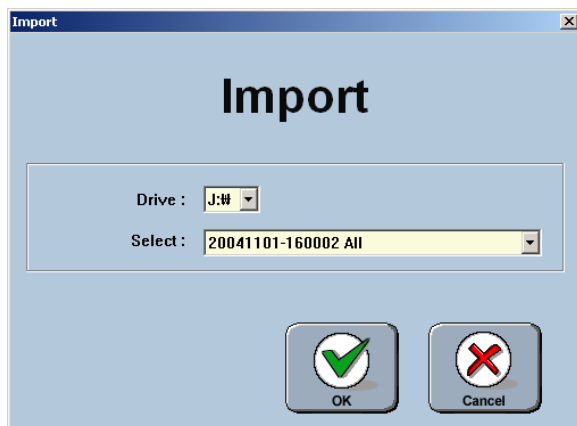 Import
Import
Drive : J:₩
Select : 20041101-160002 All
OK
Cancel